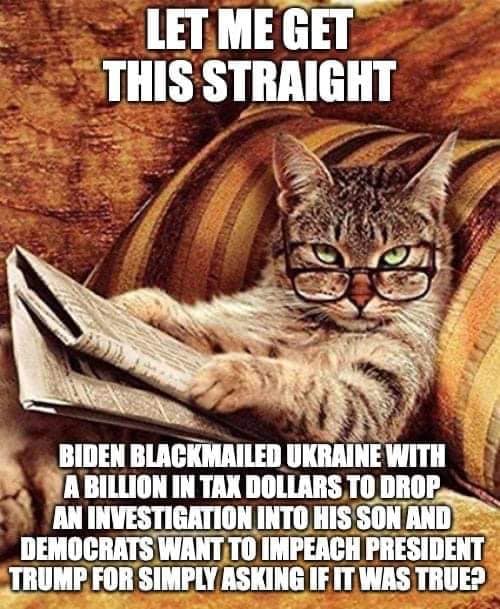 LET ME GET
THIS STRAIGHT
BIDEN BLACKMAILED UKRAINE WITH
A BILLION IN TAX DOLLARS TO DROP
AN INVESTIGATION INTO HIS SON AND
DEMOCRATS WANT TO IMPEACH PRESIDENT
TRUMP FOR SIMPLY ASKING IF IT WAS TRUE?